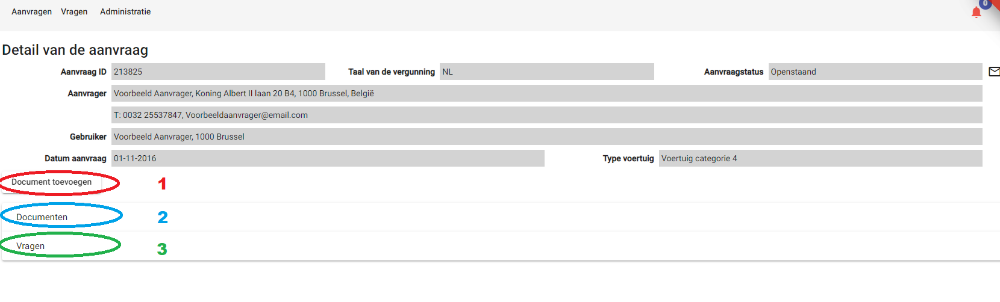 Aanvragen Vragen Administratie
0
Detail van de aanvraag
Aanvraag ID 213825 Taal van de vergunning NL Aanvraagstatus Openstaand
Aanvrager Voorbeeld Aanvrager, Koning Albert II laan 20 B4, 1000 Brussel, België
T: 0032 25537847, Voorbeeldaanvrager@email.com
Gebruiker Voorbeeld Aanvrager, 1000 Brussel
Datum aanvraag 01-11-2016 Type voertuig Voertuig categorie 4
Document toevoegen 1
Documenten 2
Vragen 3